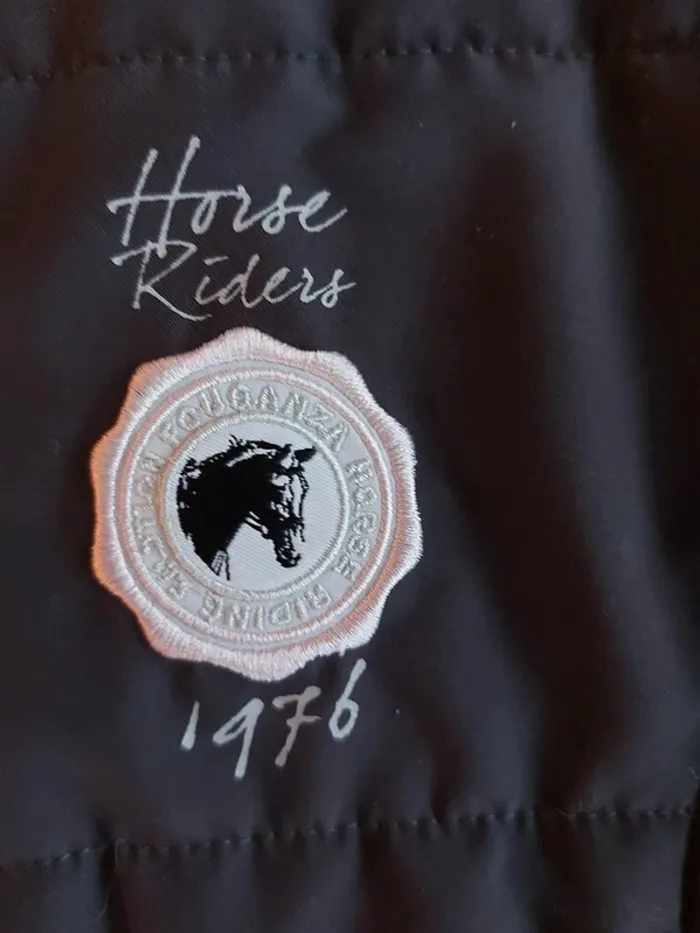 Horse
Riders
FOUGANZA HORSE RIDING
1976